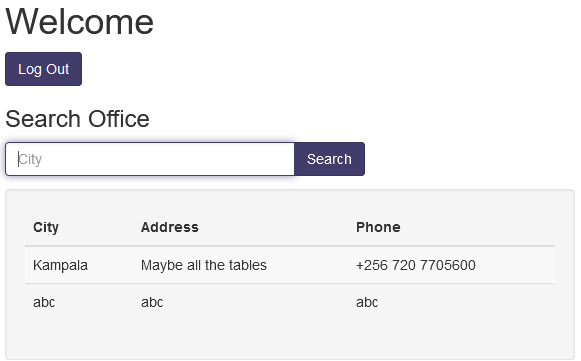 Welcome
Log Out
Search Office
City Search
City Address Phone
Kampala Maybe all the tables +256 720 7705600
abc abc abc